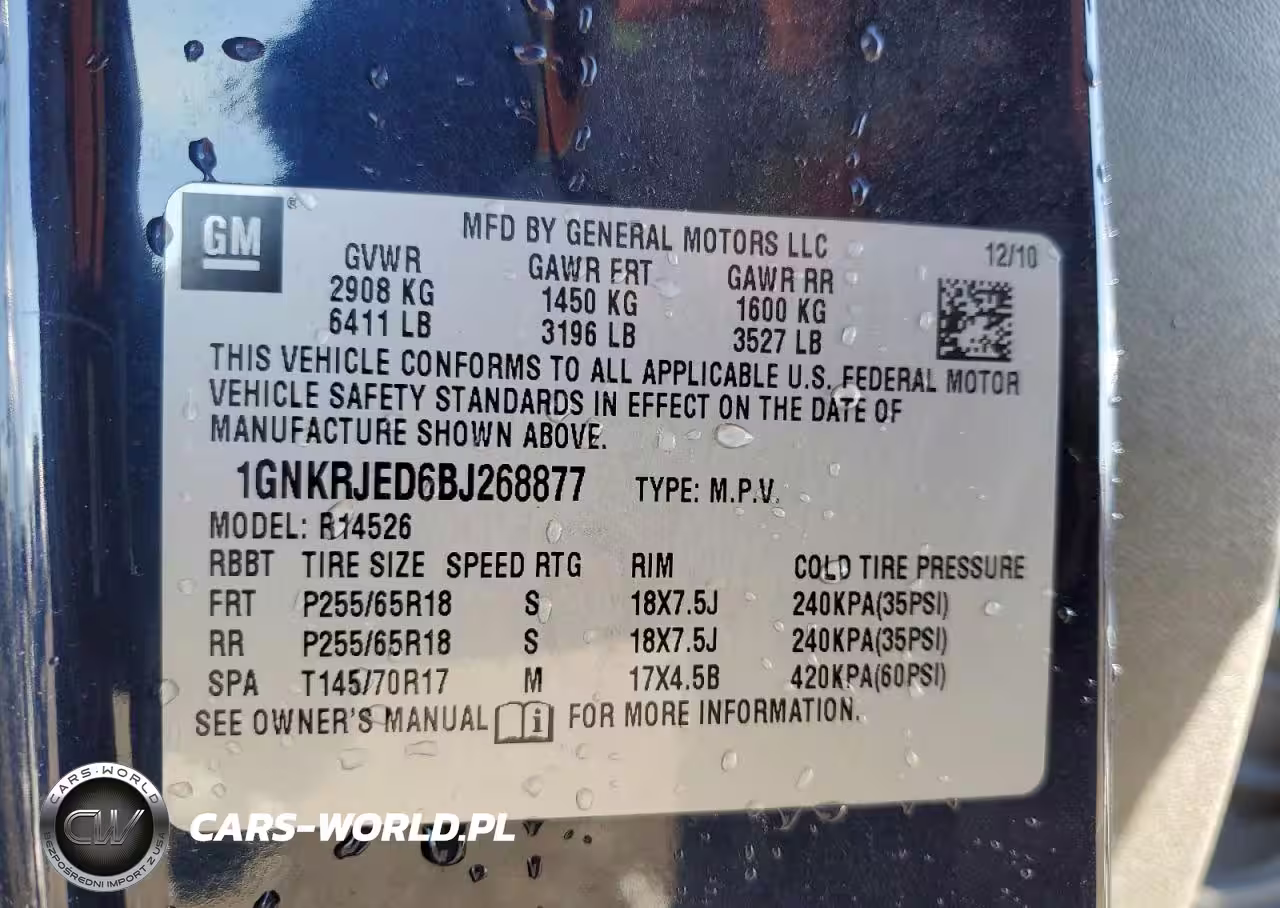 GM ®
MFD BY GENERAL MOTORS LLC 12/10
GVWR GAWR FRT GAWR RR
2908 KG 1450 KG 1600 KG
6411 LB 3196 LB 3527 LB
THIS VEHICLE CONFORMS TO ALL APPLICABLE U.S. FEDERAL MOTOR
VEHICLE SAFETY STANDARDS IN EFFECT ON THE DATE OF
MANUFACTURE SHOWN ABOVE.
1GNKRJED6BJ268877 TYPE: M.P.V.
MODEL: R14526
RBBT TIRE SIZE SPEED RTG RIM COLD TIRE PRESSURE
FRT P255/65R18 S 18X7.5J 240KPA(35PSI)
RR P255/65R18 S 18X7.5J 240KPA(35PSI)
SPA T145/70R17 M 17X4.5B 420KPA(60PSI)
SEE OWNER'S MANUAL i FOR MORE INFORMATION.
CARS-WORLD
CW
BEZPOŚREDNI IMPORT Z USA
CARS-WORLD.PL